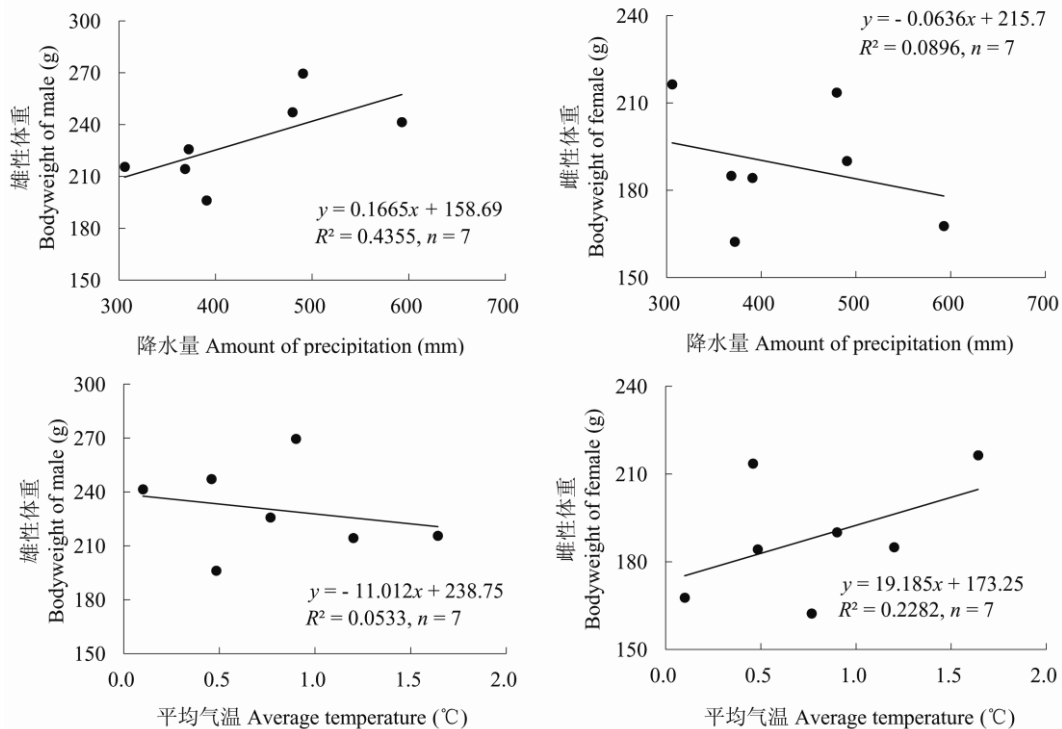 雄性体重
Bodyweight of male (g)
300
270
240
210
180
150
y = 0.1665x + 158.69
R² = 0.4355, n = 7
300 400 500 600 700
降水量 Amount of precipitation (mm)
雌性体重
Bodyweight of female (g)
240
210
180
150
y = - 0.0636x + 215.7
R² = 0.0896, n = 7
300 400 500 600 700
降水量 Amount of precipitation (mm)
雄性体重
Bodyweight of male (g)
300
270
240
210
180
150
y = - 11.012x + 238.75
R² = 0.0533, n = 7
0.0 0.5 1.0 1.5 2.0
平均气温 Average temperature (℃)
雌性体重
Bodyweight of female (g)
240
210
180
150
y = 19.185x + 173.25
R² = 0.2282, n = 7
0.0 0.5 1.0 1.5 2.0
平均气温 Average temperature (℃)